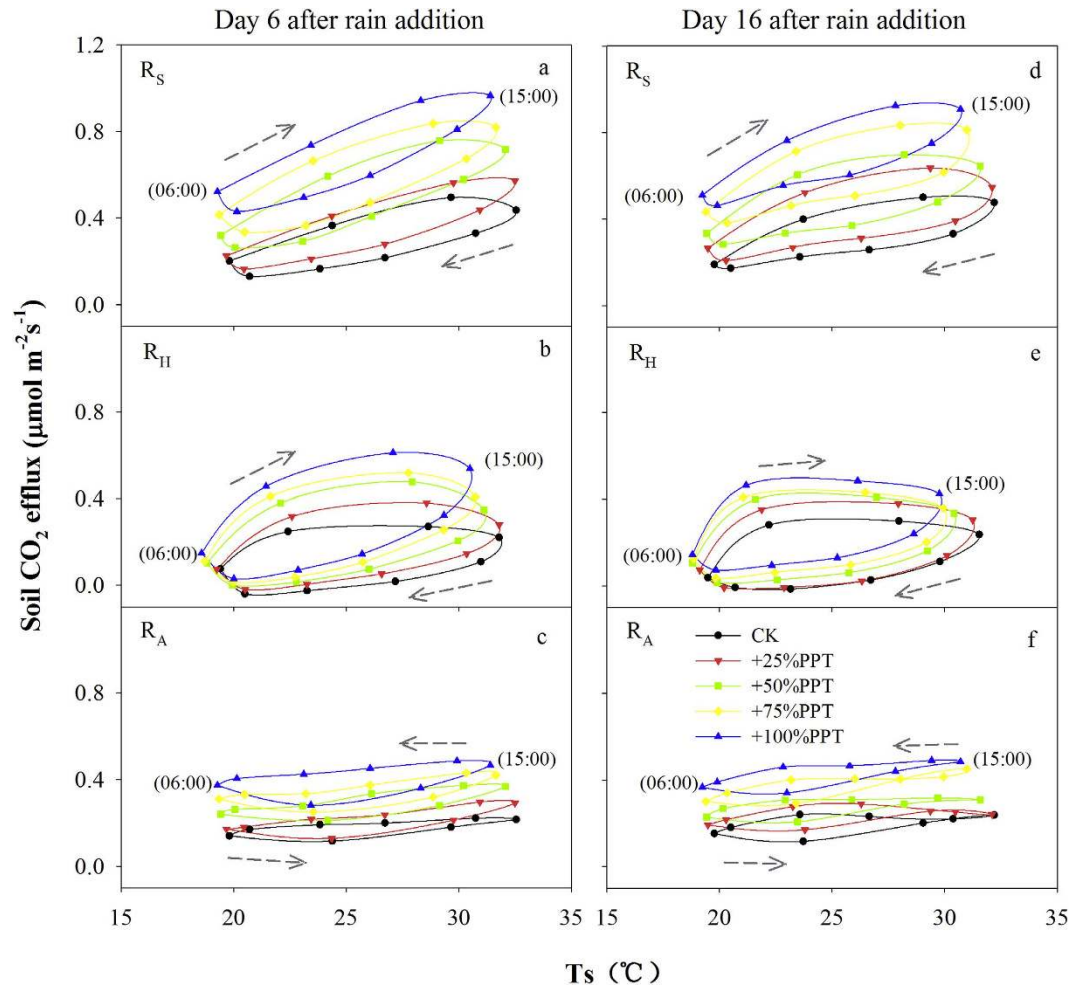 Day 6 after rain addition
Day 16 after rain addition
Soil CO₂ efflux (μmol m⁻²s⁻¹)
1.2
0.8
0.4
0.0
R_S
a
(15:00)
(06:00)
R_S
d
(15:00)
(06:00)
0.8
0.4
0.0
R_H
b
(15:00)
(06:00)
R_H
e
(15:00)
(06:00)
0.8
0.4
0.0
R_A
c
(06:00)
(15:00)
R_A
f
CK
+25%PPT
+50%PPT
+75%PPT
+100%PPT
(06:00)
(15:00)
15 20 25 30 35
15 20 25 30 35
Ts (℃)